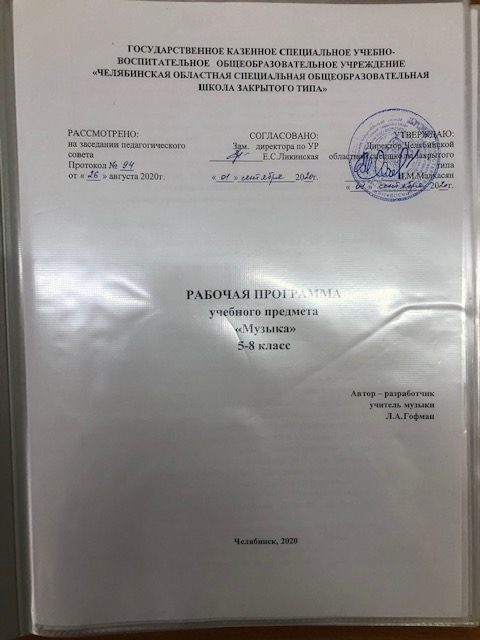 ГОСУДАРСТВЕННОЕ КАЗЕННОЕ СПЕЦИАЛЬНОЕ УЧЕБНО-
ВОСПИТАТЕЛЬНОЕ ОБЩЕОБРАЗОВАТЕЛЬНОЕ УЧРЕЖДЕНИЕ
«ЧЕЛЯБИНСКАЯ ОБЛАСТНАЯ СПЕЦИАЛЬНАЯ ОБЩЕОБРАЗОВАТЕЛЬНАЯ
ШКОЛА ЗАКРЫТОГО ТИПА»
РАССМОТРЕНО:
на заседании педагогического
совета
Протокол № 94
от « 26 » августа 2020г.
СОГЛАСОВАНО:
Зам. директора по УР
Е.С.Ликинская
« 01 » сентября 2020г.
УТВЕРЖДАЮ:
Директор Челябинской
областной спецшколы закрытого
типа
И.М.Малхасян
« 01 » сентября 2020г.
РАБОЧАЯ ПРОГРАММА
учебного предмета
«Музыка»
5-8 класс
Автор – разработчик
учитель музыки
Л.А.Гофман
Челябинск, 2020